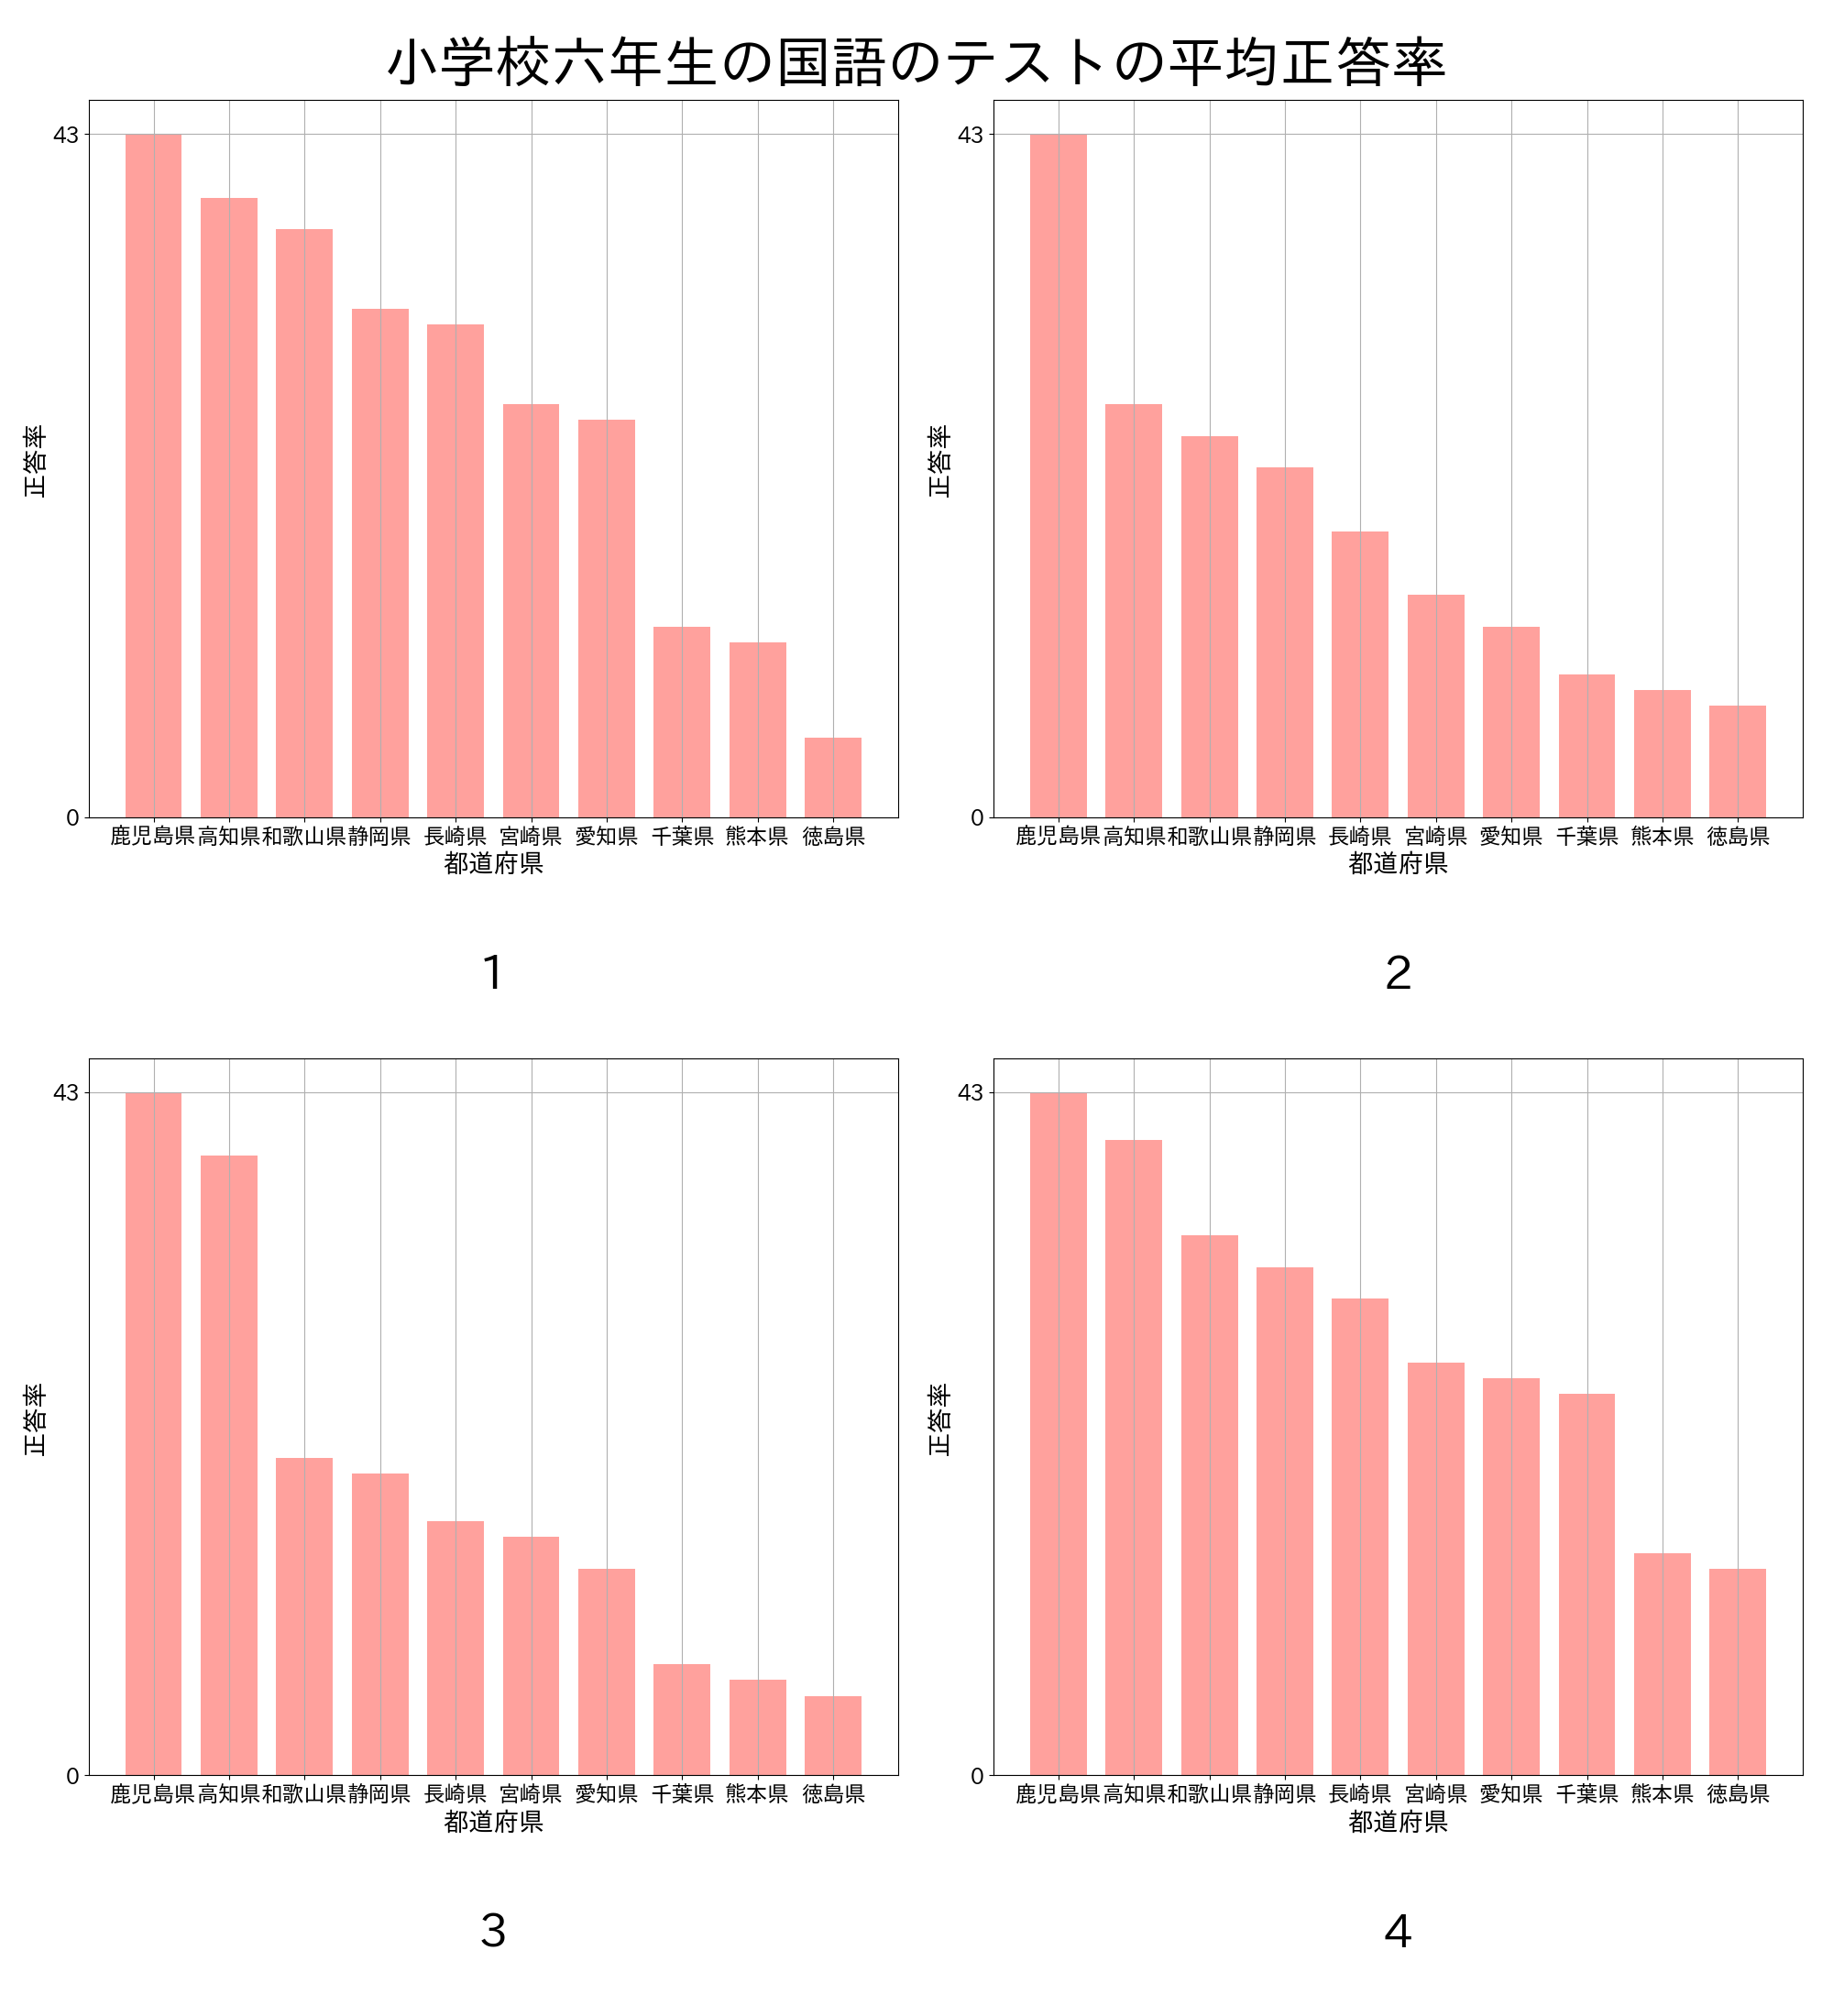 小学校六年生の国語のテストの平均正答率
43
0
正答率
鹿児島県 高知県 和歌山県 静岡県 長崎県 宮崎県 愛知県 千葉県 熊本県 徳島県
都道府県
1
43
0
正答率
鹿児島県 高知県 和歌山県 静岡県 長崎県 宮崎県 愛知県 千葉県 熊本県 徳島県
都道府県
2
43
0
正答率
鹿児島県 高知県 和歌山県 静岡県 長崎県 宮崎県 愛知県 千葉県 熊本県 徳島県
都道府県
3
43
0
正答率
鹿児島県 高知県 和歌山県 静岡県 長崎県 宮崎県 愛知県 千葉県 熊本県 徳島県
都道府県
4